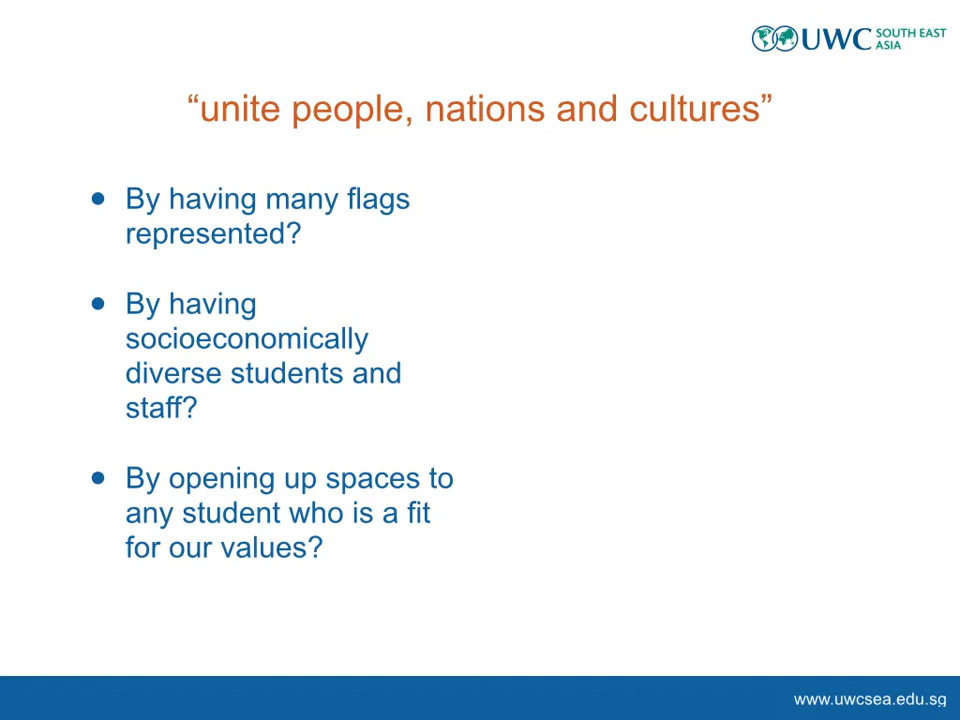 UWC SOUTH EAST
ASIA
“unite people, nations and cultures”
● By having many flags
represented?
● By having
socioeconomically
diverse students and
staff?
● By opening up spaces to
any student who is a fit
for our values?
www.uwcsea.edu.sg